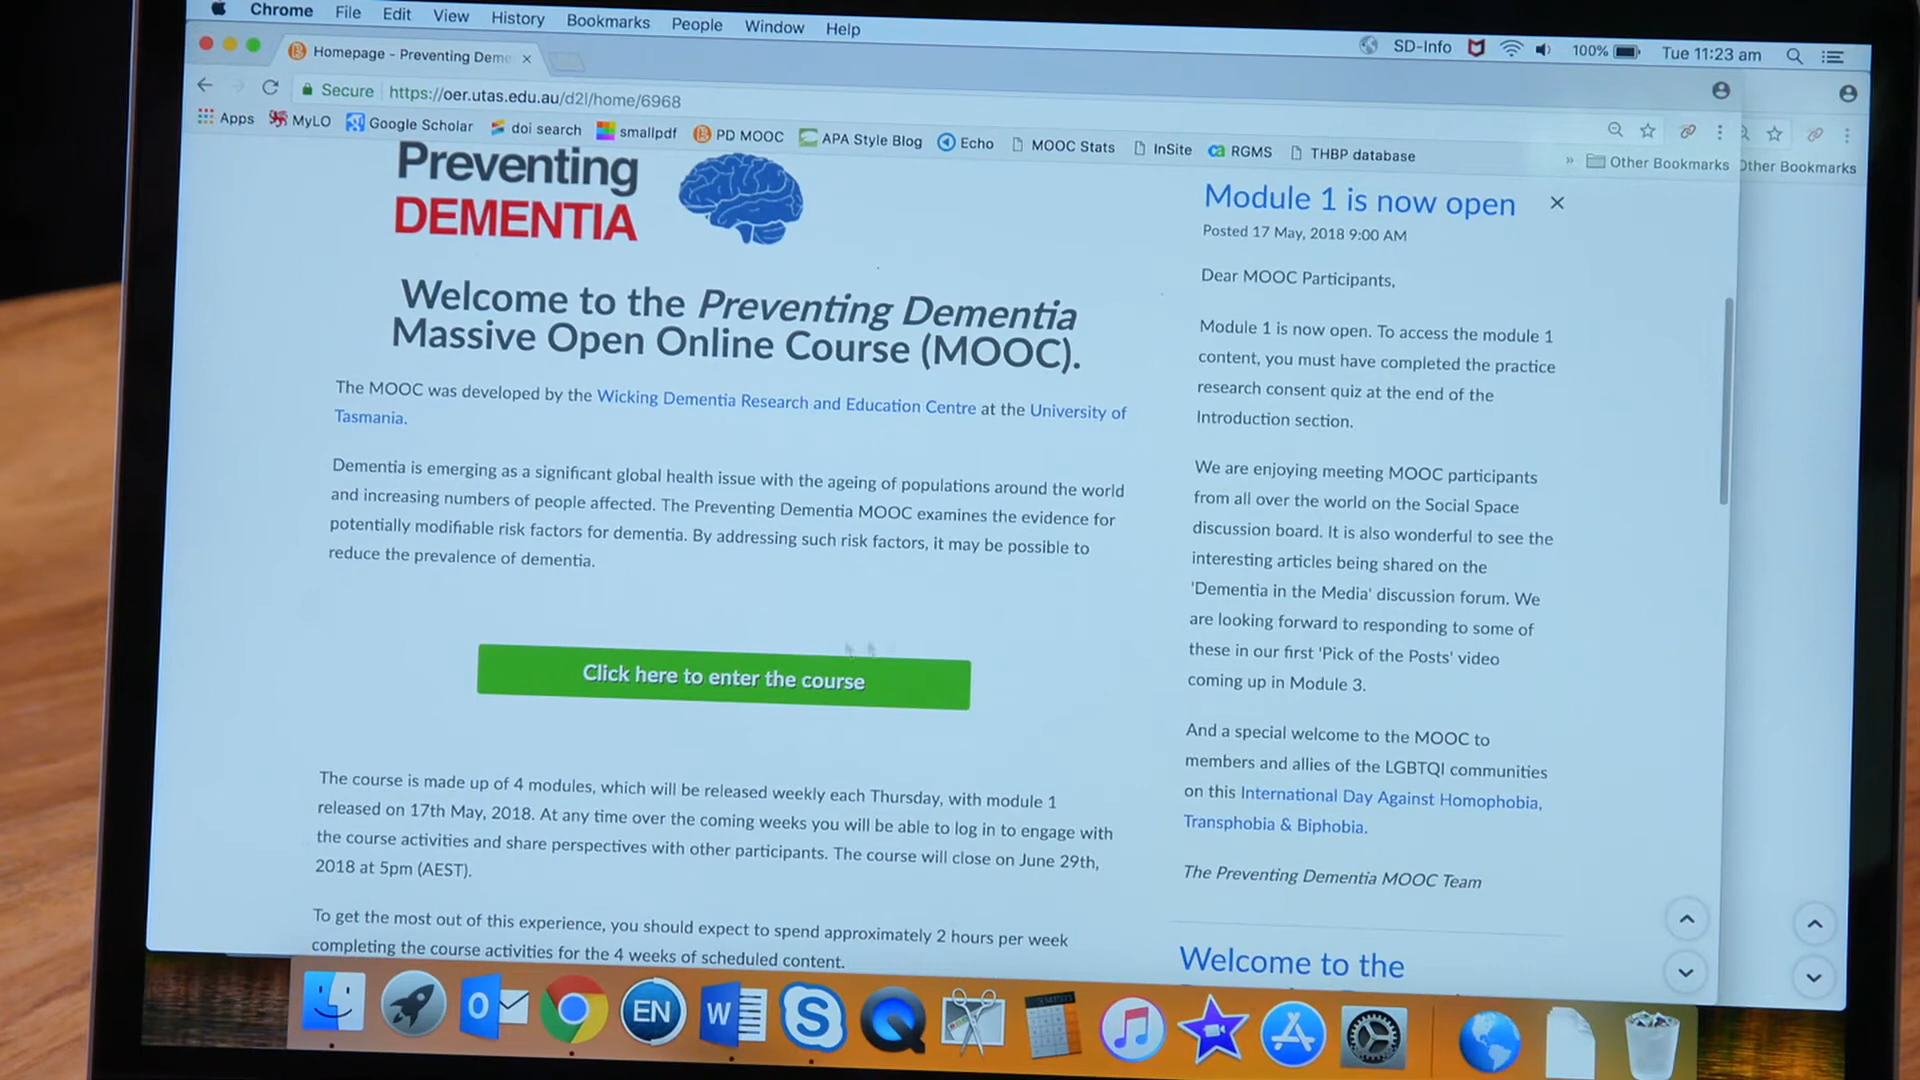 Chrome File Edit View History Bookmarks People Window Help
SD-Info 100% Tue 11:23 am
Homepage - Preventing Deme
Secure https://oer.utas.edu.au/d2l/home/6968
Apps MyLO Google Scholar doi search smallpdf PD MOOC APA Style Blog Echo MOOC Stats InSite RGMS THBP database » Other Bookmarks
Other Bookmarks
Preventing
DEMENTIA
Welcome to the Preventing Dementia
Massive Open Online Course (MOOC).
The MOOC was developed by the Wicking Dementia Research and Education Centre at the University of
Tasmania.
Dementia is emerging as a significant global health issue with the ageing of populations around the world
and increasing numbers of people affected. The Preventing Dementia MOOC examines the evidence for
potentially modifiable risk factors for dementia. By addressing such risk factors, it may be possible to
reduce the prevalence of dementia.
Click here to enter the course
The course is made up of 4 modules, which will be released weekly each Thursday, with module 1
released on 17th May, 2018. At any time over the coming weeks you will be able to log in to engage with
the course activities and share perspectives with other participants. The course will close on June 29th,
2018 at 5pm (AEST).
To get the most out of this experience, you should expect to spend approximately 2 hours per week
completing the course activities for the 4 weeks of scheduled content.
Module 1 is now open
Posted 17 May, 2018 9:00 AM
Dear MOOC Participants,
Module 1 is now open. To access the module 1
content, you must have completed the practice
research consent quiz at the end of the
Introduction section.
We are enjoying meeting MOOC participants
from all over the world on the Social Space
discussion board. It is also wonderful to see the
interesting articles being shared on the
'Dementia in the Media' discussion forum. We
are looking forward to responding to some of
these in our first 'Pick of the Posts' video
coming up in Module 3.
And a special welcome to the MOOC to
members and allies of the LGBTQI communities
on this International Day Against Homophobia,
Transphobia & Biphobia.
The Preventing Dementia MOOC Team
Welcome to the
EN